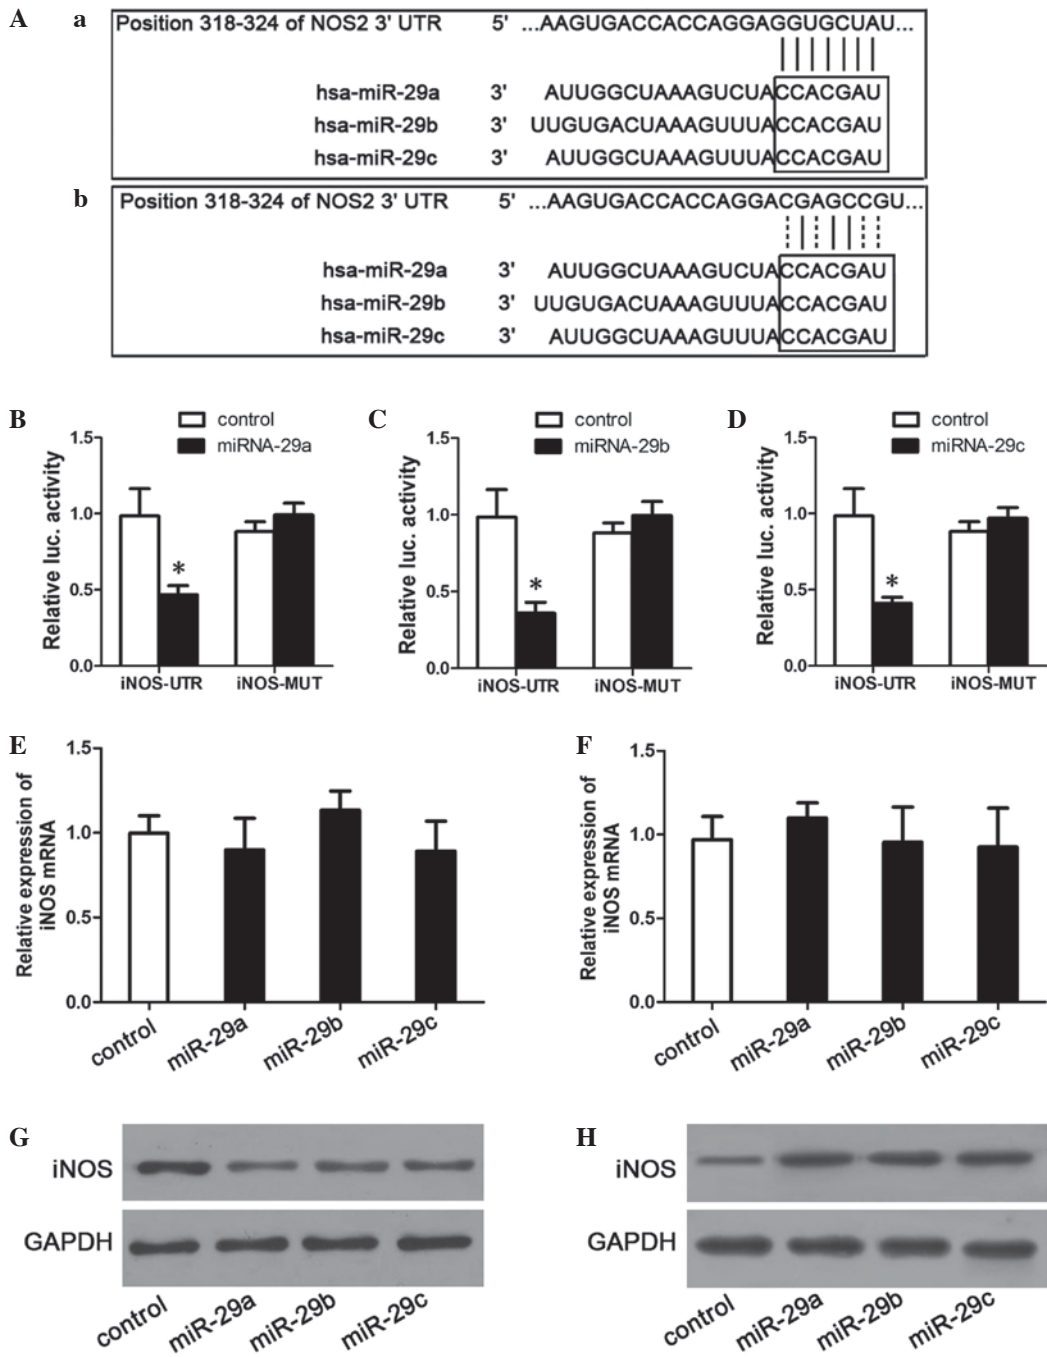 A a Position 318-324 of NOS2 3' UTR 5' ...AAGUGACCACCAGGAGGUGCUAU...
hsa-miR-29a 3' AUUGGCUAAAGUCUACCACGAU
hsa-miR-29b 3' UUGUGACUAAAGUUUACCACGAU
hsa-miR-29c 3' AUUGGCUAAAGUUUACCACGAU
b Position 318-324 of NOS2 3' UTR 5' ...AAGUGACCACCAGGACGAGCCGU...
hsa-miR-29a 3' AUUGGCUAAAGUCUACCACGAU
hsa-miR-29b 3' UUGUGACUAAAGUUUACCACGAU
hsa-miR-29c 3' AUUGGCUAAAGUUUACCACGAU
B
control
miRNA-29a
Relative luc. activity
1.5
1.0
0.5
0.0
*
iNOS-UTR iNOS-MUT
C
control
miRNA-29b
Relative luc. activity
1.5
1.0
0.5
0.0
*
iNOS-UTR iNOS-MUT
D
control
miRNA-29c
Relative luc. activity
1.5
1.0
0.5
0.0
*
iNOS-UTR iNOS-MUT
E
Relative expression of
iNOS mRNA
1.5
1.0
0.5
0.0
control miR-29a miR-29b miR-29c
F
Relative expression of
iNOS mRNA
1.5
1.0
0.5
0.0
control miR-29a miR-29b miR-29c
G
iNOS
GAPDH
control miR-29a miR-29b miR-29c
H
iNOS
GAPDH
control miR-29a miR-29b miR-29c